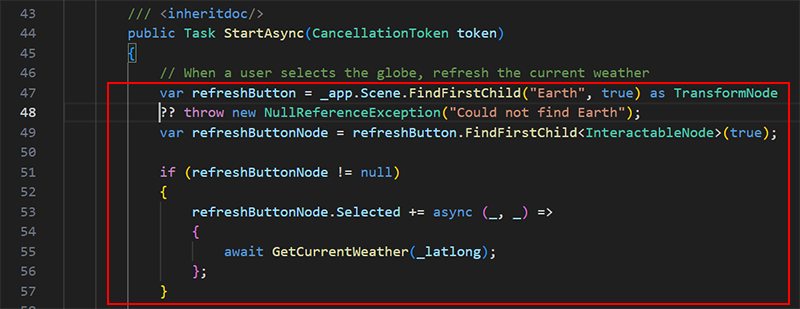 43 /// <inheritdoc/>
44 public Task StartAsync(CancellationToken token)
45 {
46 // When a user selects the globe, refresh the current weather
47 var refreshButton = _app.Scene.FindFirstChild("Earth", true) as TransformNode
48 ?? throw new NullReferenceException("Could not find Earth");
49 var refreshButtonNode = refreshButton.FindFirstChild<InteractableNode>(true);
50
51 if (refreshButtonNode != null)
52 {
53 refreshButtonNode.Selected += async (_, _) =>
54 {
55 await GetCurrentWeather(_latlong);
56 };
57 }
58